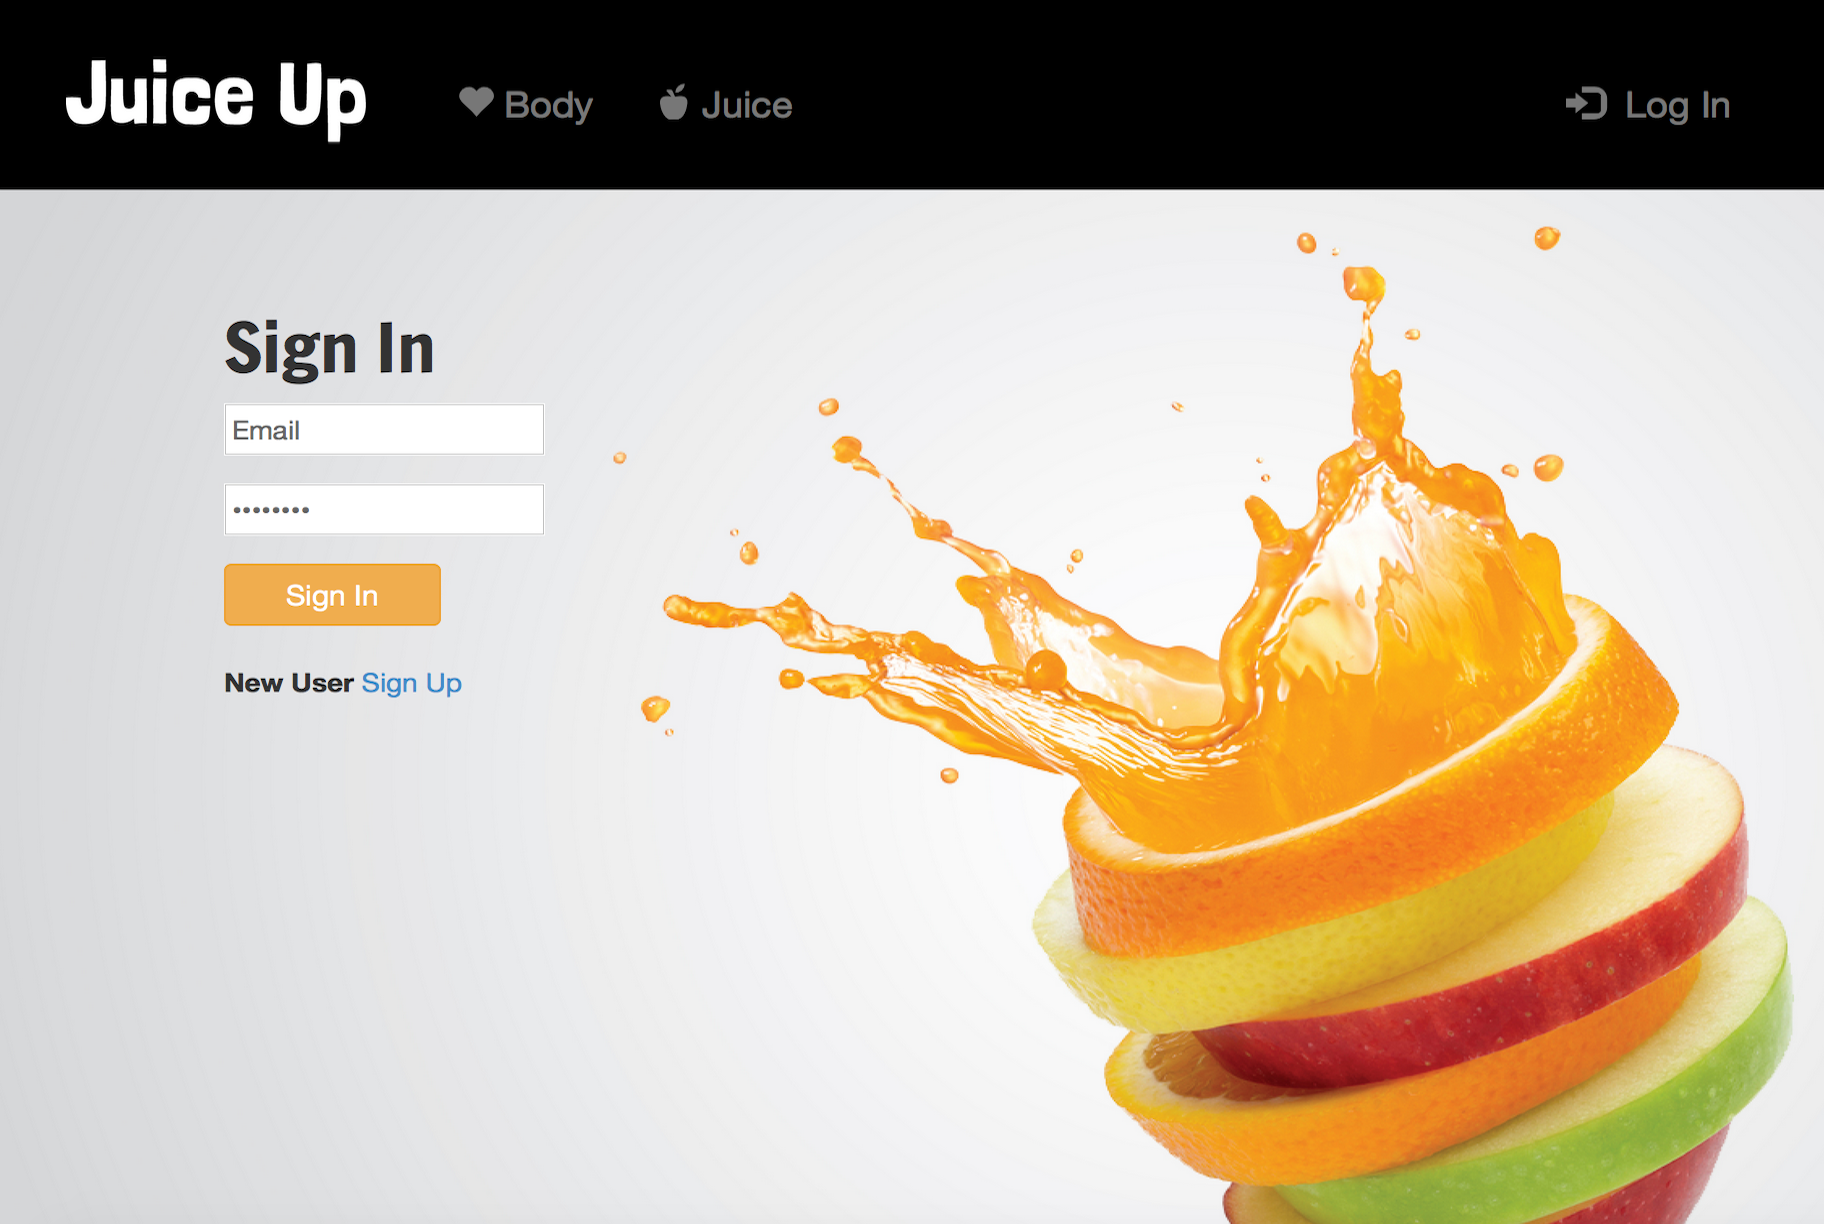 Juice Up
Body
Juice
Log In
Sign In
Email
••••••••
Sign In
New User Sign Up